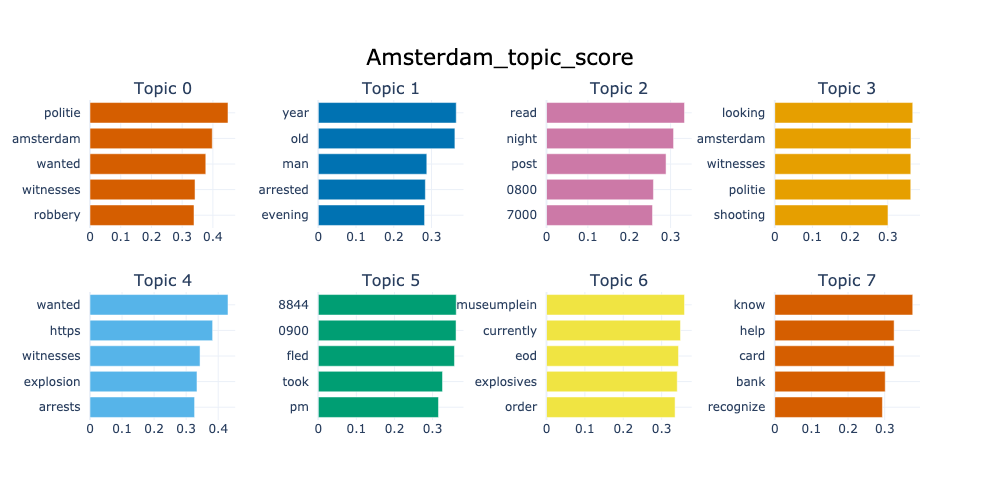 Amsterdam_topic_score
Topic 0
politie
amsterdam
wanted
witnesses
robbery
0 0.1 0.2 0.3 0.4
Topic 1
year
old
man
arrested
evening
0 0.1 0.2 0.3
Topic 2
read
night
post
0800
7000
0 0.1 0.2 0.3
Topic 3
looking
amsterdam
witnesses
politie
shooting
0 0.1 0.2 0.3
Topic 4
wanted
https
witnesses
explosion
arrests
0 0.1 0.2 0.3 0.4
Topic 5
8844
0900
fled
took
pm
0 0.1 0.2 0.3
Topic 6
museumplein
currently
eod
explosives
order
0 0.1 0.2 0.3
Topic 7
know
help
card
bank
recognize
0 0.1 0.2 0.3